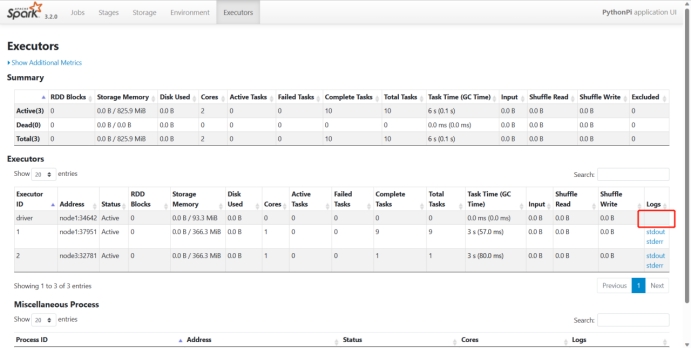 APACHE Spark 3.2.0 Jobs Stages Storage Environment Executors PythonPi application UI
Executors
Show Additional Metrics
Summary
RDD Blocks Storage Memory Disk Used Cores Active Tasks Failed Tasks Complete Tasks Total Tasks Task Time (GC Time) Input Shuffle Read Shuffle Write Excluded
Active(3) 0 0.0 B / 825.9 MiB 0.0 B 2 0 0 10 10 6 s (0.1 s) 0.0 B 0.0 B 0.0 B 0
Dead(0) 0 0.0 B / 0.0 B 0.0 B 0 0 0 0 0 0.0 ms (0.0 ms) 0.0 B 0.0 B 0.0 B 0
Total(3) 0 0.0 B / 825.9 MiB 0.0 B 2 0 0 10 10 6 s (0.1 s) 0.0 B 0.0 B 0.0 B 0
Executors
Show 20 entries Search:
Executor ID Address Status RDD Blocks Storage Memory Disk Used Cores Active Tasks Failed Tasks Complete Tasks Total Tasks Task Time (GC Time) Input Shuffle Read Shuffle Write Logs
driver node1:34642 Active 0 0.0 B / 93.3 MiB 0.0 B 0 0 0 0 0 0.0 ms (0.0 ms) 0.0 B 0.0 B 0.0 B
1 node1:37951 Active 0 0.0 B / 366.3 MiB 0.0 B 1 0 0 9 9 3 s (57.0 ms) 0.0 B 0.0 B 0.0 B stdout
stderr
2 node3:32781 Active 0 0.0 B / 366.3 MiB 0.0 B 1 0 0 1 1 3 s (80.0 ms) 0.0 B 0.0 B 0.0 B stdout
stderr
Showing 1 to 3 of 3 entries Previous 1 Next
Miscellaneous Process
Show 20 entries Search:
Process ID Address Status Cores Logs